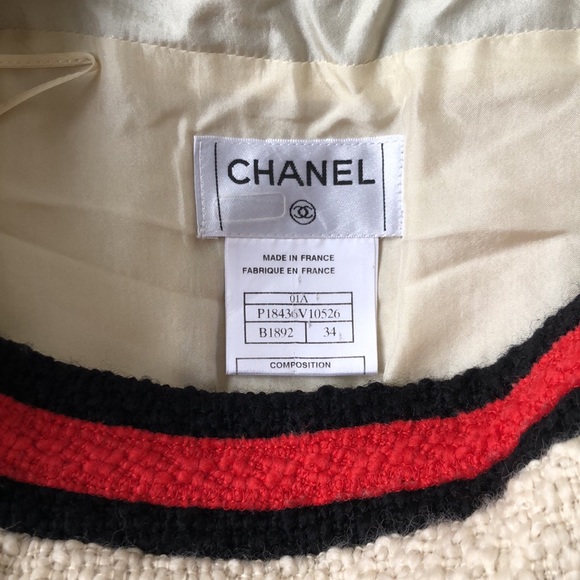 CHANEL
MADE IN FRANCE
FABRIQUE EN FRANCE
01A
P18436V10526
B1892 34
COMPOSITION